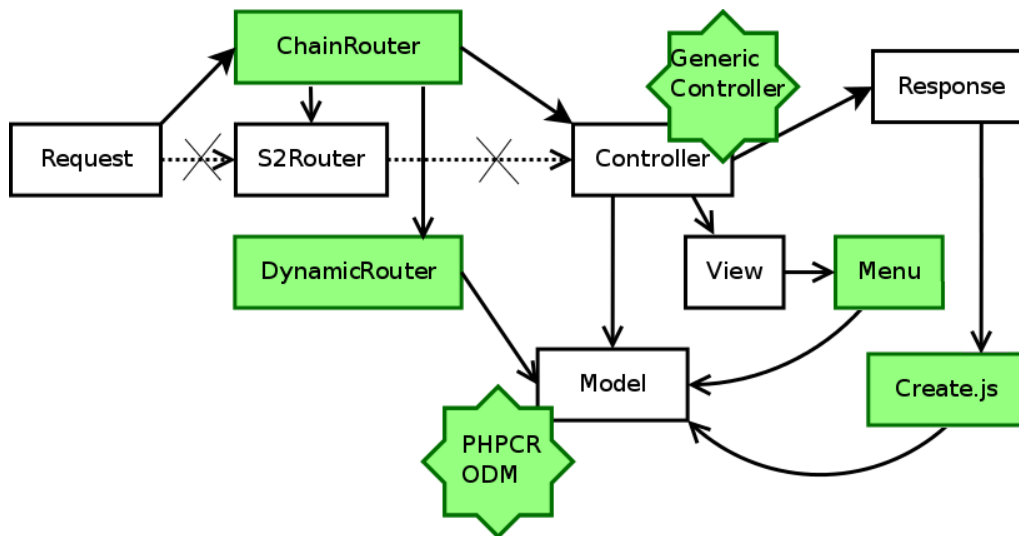 ChainRouter
Generic
Controller
Response
Request
S2Router
Controller
DynamicRouter
View
Menu
Model
Create.js
PHPCR
ODM